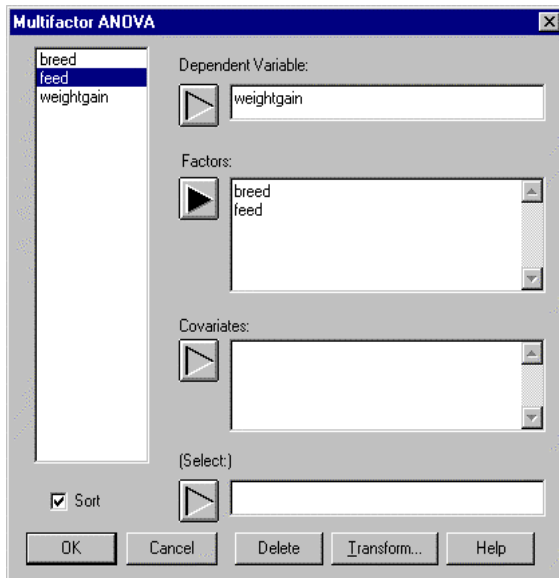 Multifactor ANOVA
breed
feed
weightgain
Dependent Variable:
weightgain
Factors:
breed
feed
Covariates:
(Select:)
Sort
OK
Cancel
Delete
Transform...
Help